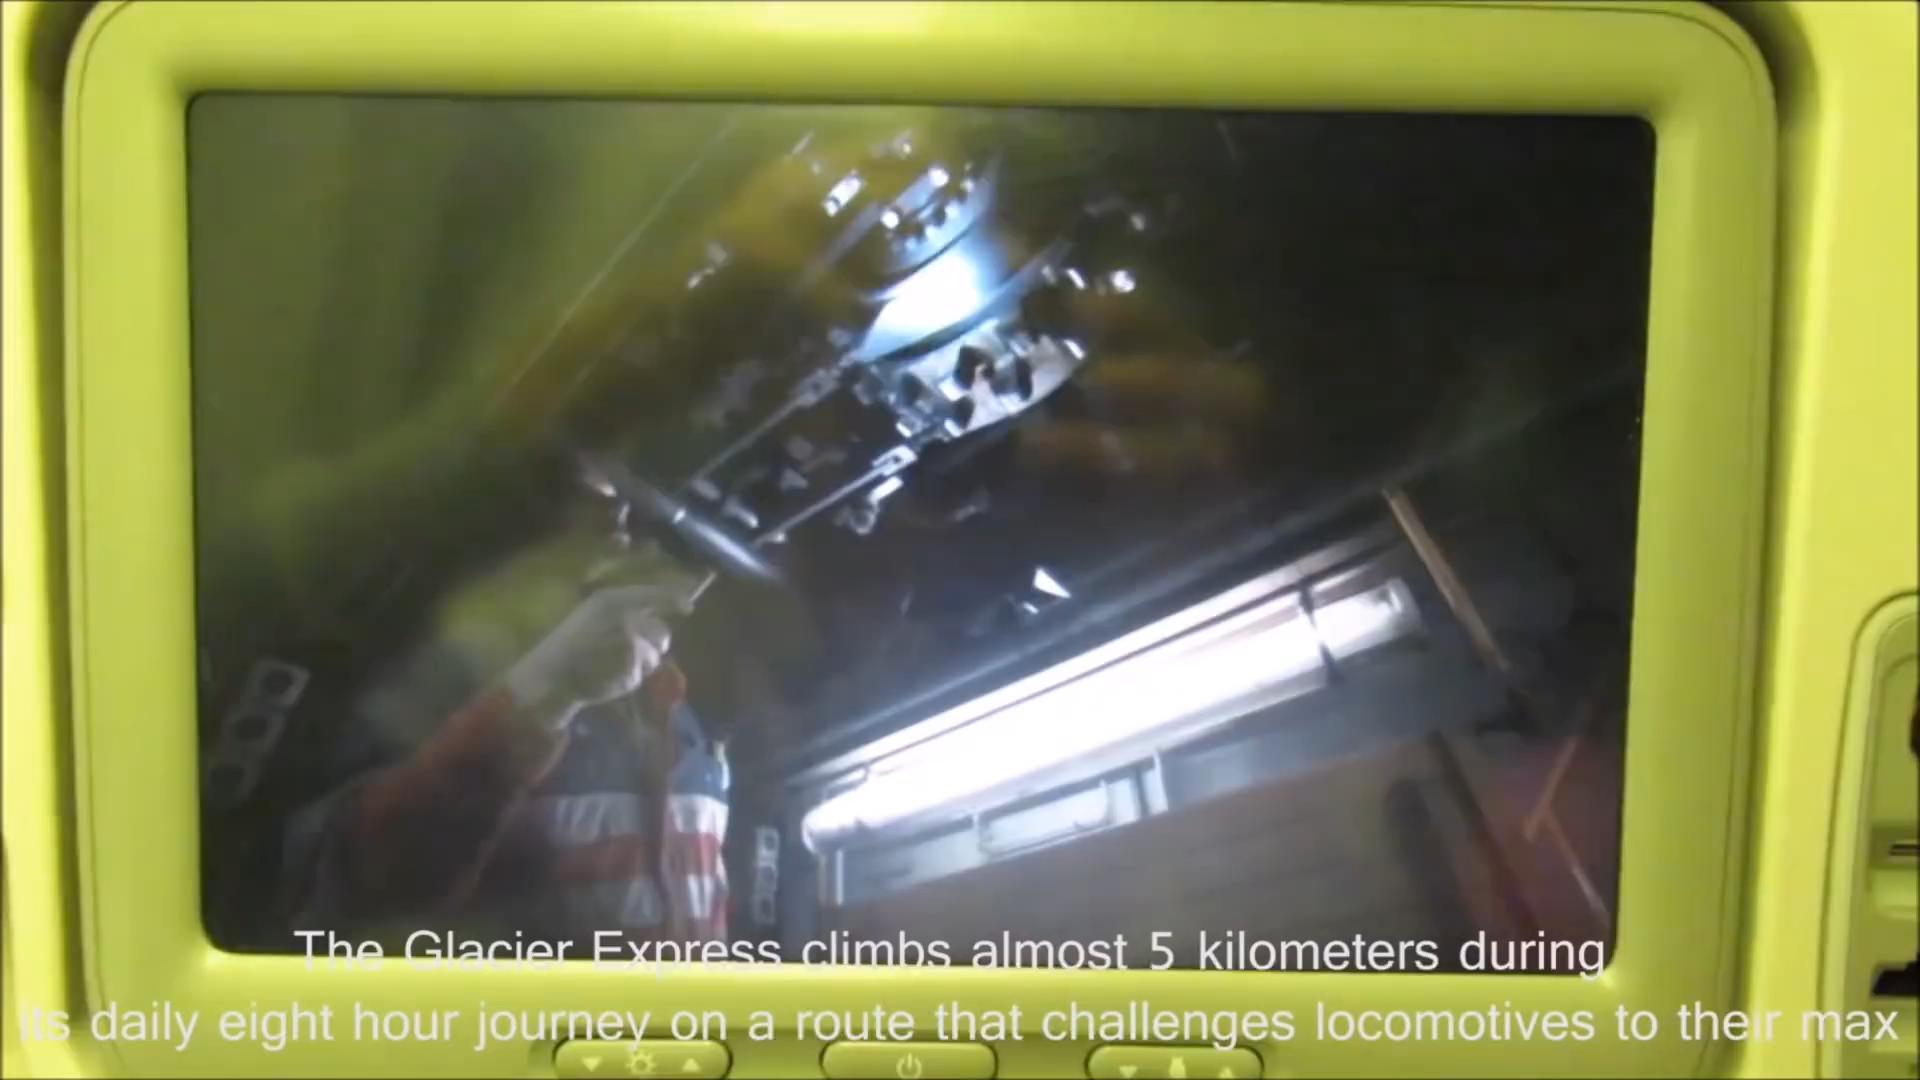 The Glacier Express climbs almost 5 kilometers during
its daily eight hour journey on a route that challenges locomotives to their max